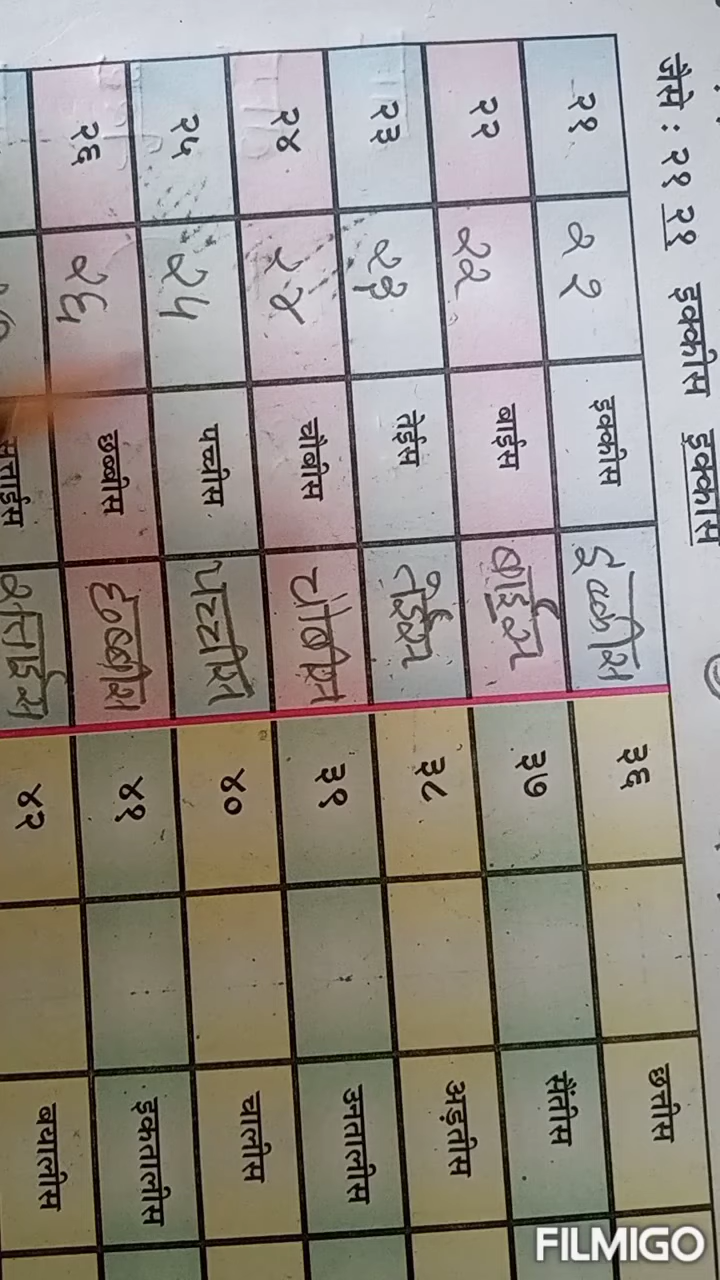 जैसे : २१ २१ इक्कीस इक्कीस
२१ २१ इक्कीस इक्कीस ३६ छत्तीस
२२ २२ बाईस बाईस ३७ सैंतीस
२३ २३ तेईस तेईस ३८ अड़तीस
२४ २४ चौबीस चौबीस ३९ उनतालीस
२५ २५ पच्चीस पच्चीस ४० चालीस
२६ २६ छब्बीस छब्बीस ४१ इकतालीस
सताईस सताईस ४२ बयालीस
FILMIGO